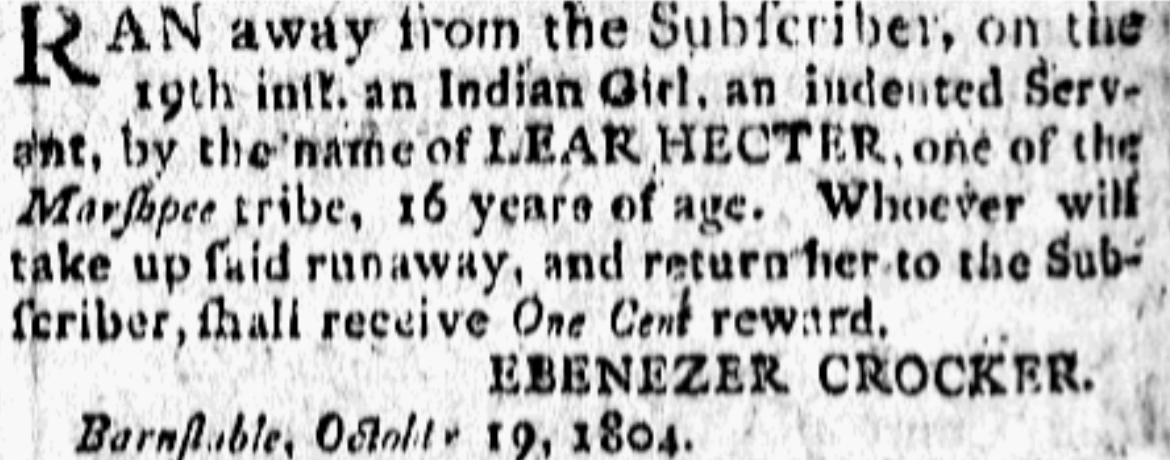 RAN away from the Subſcriber, on the
19th inſt. an Indian Girl, an indented Serv-
ant, by the name of LEAR HECTER, one of the
Marſhpee tribe, 16 years of age. Whoever will
take up ſaid runaway, and return her to the Sub-
ſcriber, ſhall receive One Cent reward.
EBENEZER CROCKER.
Barnſtable, October 19, 1804.